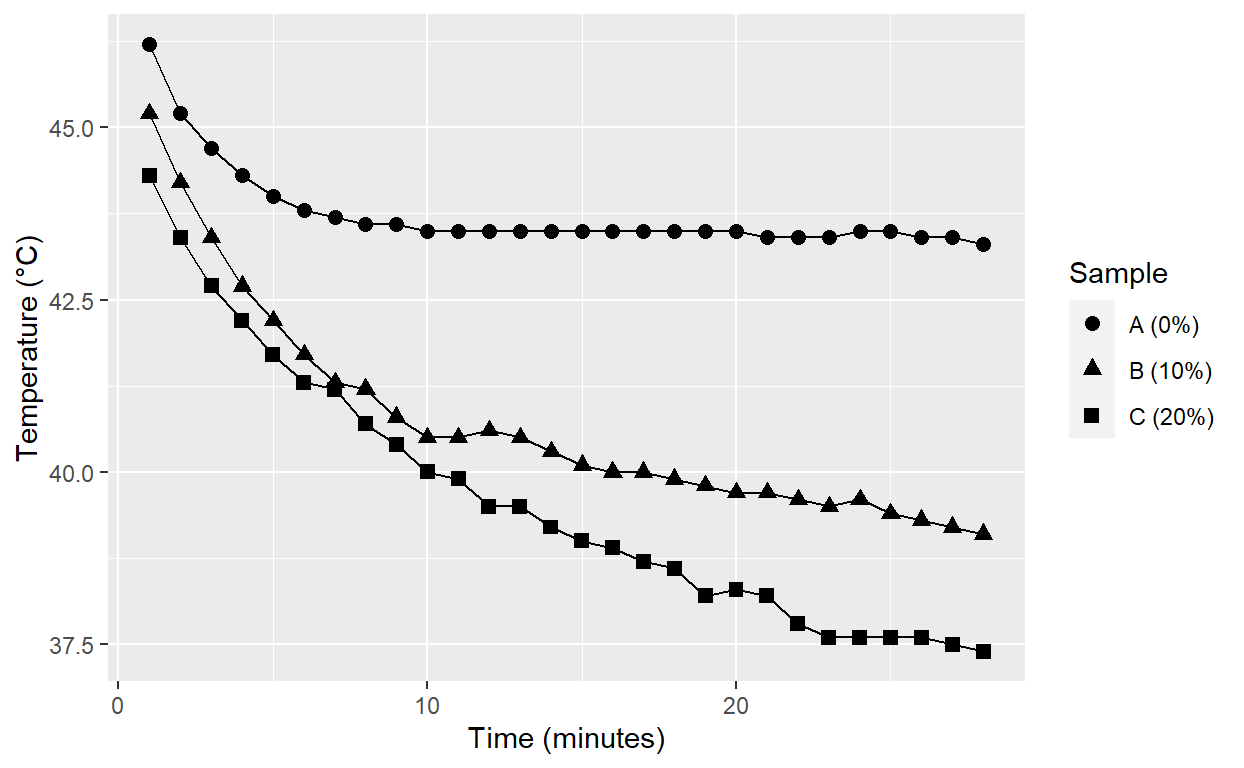 45.0
42.5
40.0
37.5
Temperature (°C)
0 10 20
Time (minutes)
Sample
A (0%)
B (10%)
C (20%)